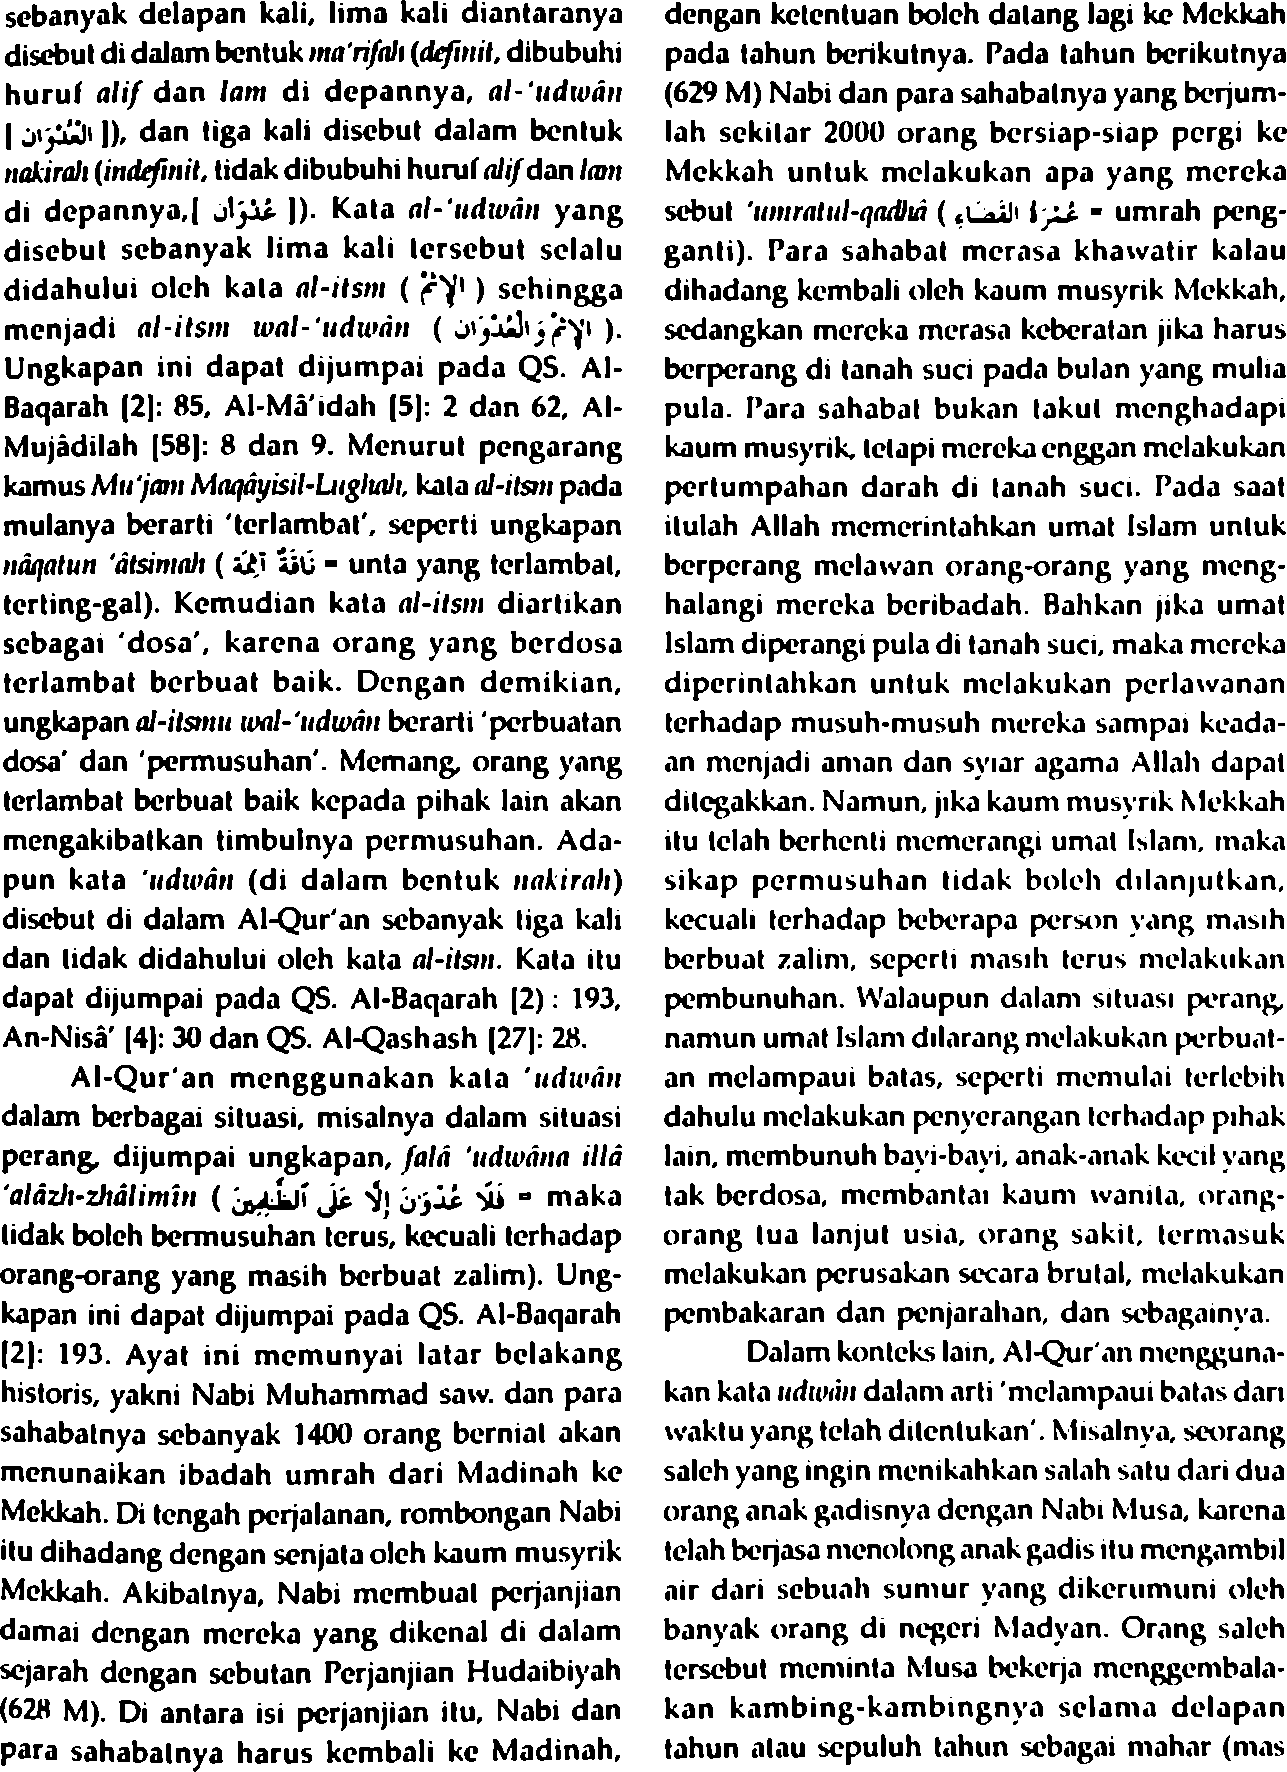 sebanyak delapan kali, lima kali diantaranya
disebut di dalam bentuk ma'rifah (definit, dibubuhi
huruf alif dan lam di depannya, al-'udwân
[ الْعُدْوَان ]), dan tiga kali disebut dalam bentuk
nakirah (indefinit, tidak dibubuhi huruf alif dan lam
di depannya,[ عُدْوَان ]). Kata al-'udwân yang
disebut sebanyak lima kali tersebut selalu
didahului oleh kata al-itsm ( الإِثْم ) sehingga
menjadi al-itsm wal-'udwân ( الإِثْم وَالْعُدْوَان ).
Ungkapan ini dapat dijumpai pada QS. Al-
Baqarah [2]: 85, Al-Mâ'idah [5]: 2 dan 62, Al-
Mujâdilah [58]: 8 dan 9. Menurut pengarang
kamus Mu'jam Maqâyisil-Lughah, kata al-itsm pada
mulanya berarti 'terlambat', seperti ungkapan
nâqatun 'âtsimah ( نَاقَةٌ آثِمَة = unta yang terlambat,
terting-gal). Kemudian kata al-itsm diartikan
sebagai 'dosa', karena orang yang berdosa
terlambat berbuat baik. Dengan demikian,
ungkapan al-itsmu wal-'udwân berarti 'perbuatan
dosa' dan 'permusuhan'. Memang, orang yang
terlambat berbuat baik kepada pihak lain akan
mengakibatkan timbulnya permusuhan. Ada-
pun kata 'udwân (di dalam bentuk nakirah)
disebut di dalam Al-Qur'an sebanyak tiga kali
dan tidak didahului oleh kata al-itsm. Kata itu
dapat dijumpai pada QS. Al-Baqarah [2) : 193,
An-Nisâ' [4]: 30 dan QS. Al-Qashash [27]: 28.
Al-Qur'an menggunakan kata 'udwân
dalam berbagai situasi, misalnya dalam situasi
perang, dijumpai ungkapan, falâ 'udwâna illâ
'alâzh-zhâlimîn ( فَلاَ عُدْوَنَ إِلاَّ عَلَى ٱلظَّٰلِمِينَ = maka
tidak boleh bermusuhan terus, kecuali terhadap
orang-orang yang masih berbuat zalim). Ung-
kapan ini dapat dijumpai pada QS. Al-Baqarah
[2]: 193. Ayat ini memunyai latar belakang
historis, yakni Nabi Muhammad saw. dan para
sahabatnya sebanyak 1400 orang berniat akan
menunaikan ibadah umrah dari Madinah ke
Mekkah. Di tengah perjalanan, rombongan Nabi
itu dihadang dengan senjata oleh kaum musyrik
Mekkah. Akibatnya, Nabi membuat perjanjian
damai dengan mereka yang dikenal di dalam
sejarah dengan sebutan Perjanjian Hudaibiyah
(628 M). Di antara isi perjanjian itu, Nabi dan
para sahabatnya harus kembali ke Madinah,
dengan ketentuan boleh datang lagi ke Mekkah
pada tahun berikutnya. Pada tahun berikutnya
(629 M) Nabi dan para sahabatnya yang berjum-
lah sekitar 2000 orang bersiap-siap pergi ke
Mekkah untuk melakukan apa yang mereka
sebut 'umratul-qadhâ ( عُمْرَةُ الْقَضَاءِ = umrah peng-
ganti). Para sahabat merasa khawatir kalau
dihadang kembali oleh kaum musyrik Mekkah,
sedangkan mereka merasa keberatan jika harus
berperang di tanah suci pada bulan yang mulia
pula. Para sahabat bukan takut menghadapi
kaum musyrik, tetapi mereka enggan melakukan
pertumpahan darah di tanah suci. Pada saat
itulah Allah memerintahkan umat Islam untuk
berperang melawan orang-orang yang meng-
halangi mereka beribadah. Bahkan jika umat
Islam diperangi pula di tanah suci, maka mereka
diperintahkan untuk melakukan perlawanan
terhadap musuh-musuh mereka sampai keada-
an menjadi aman dan syiar agama Allah dapat
ditegakkan. Namun, jika kaum musyrik Mekkah
itu telah berhenti memerangi umat Islam, maka
sikap permusuhan tidak boleh dilanjutkan,
kecuali terhadap beberapa person yang masih
berbuat zalim, seperti masih terus melakukan
pembunuhan. Walaupun dalam situasi perang,
namun umat Islam dilarang melakukan perbuat-
an melampaui batas, seperti memulai terlebih
dahulu melakukan penyerangan terhadap pihak
lain, membunuh bayi-bayi, anak-anak kecil yang
tak berdosa, membantai kaum wanita, orang-
orang tua lanjut usia, orang sakit, termasuk
melakukan perusakan secara brutal, melakukan
pembakaran dan penjarahan, dan sebagainya.
Dalam konteks lain, Al-Qur'an mengguna-
kan kata udwân dalam arti 'melampaui batas dari
waktu yang telah ditentukan'. Misalnya, seorang
saleh yang ingin menikahkan salah satu dari dua
orang anak gadisnya dengan Nabi Musa, karena
telah berjasa menolong anak gadis itu mengambil
air dari sebuah sumur yang dikerumuni oleh
banyak orang di negeri Madyan. Orang saleh
tersebut meminta Musa bekerja menggembala-
kan kambing-kambingnya selama delapan
tahun atau sepuluh tahun sebagai mahar (mas